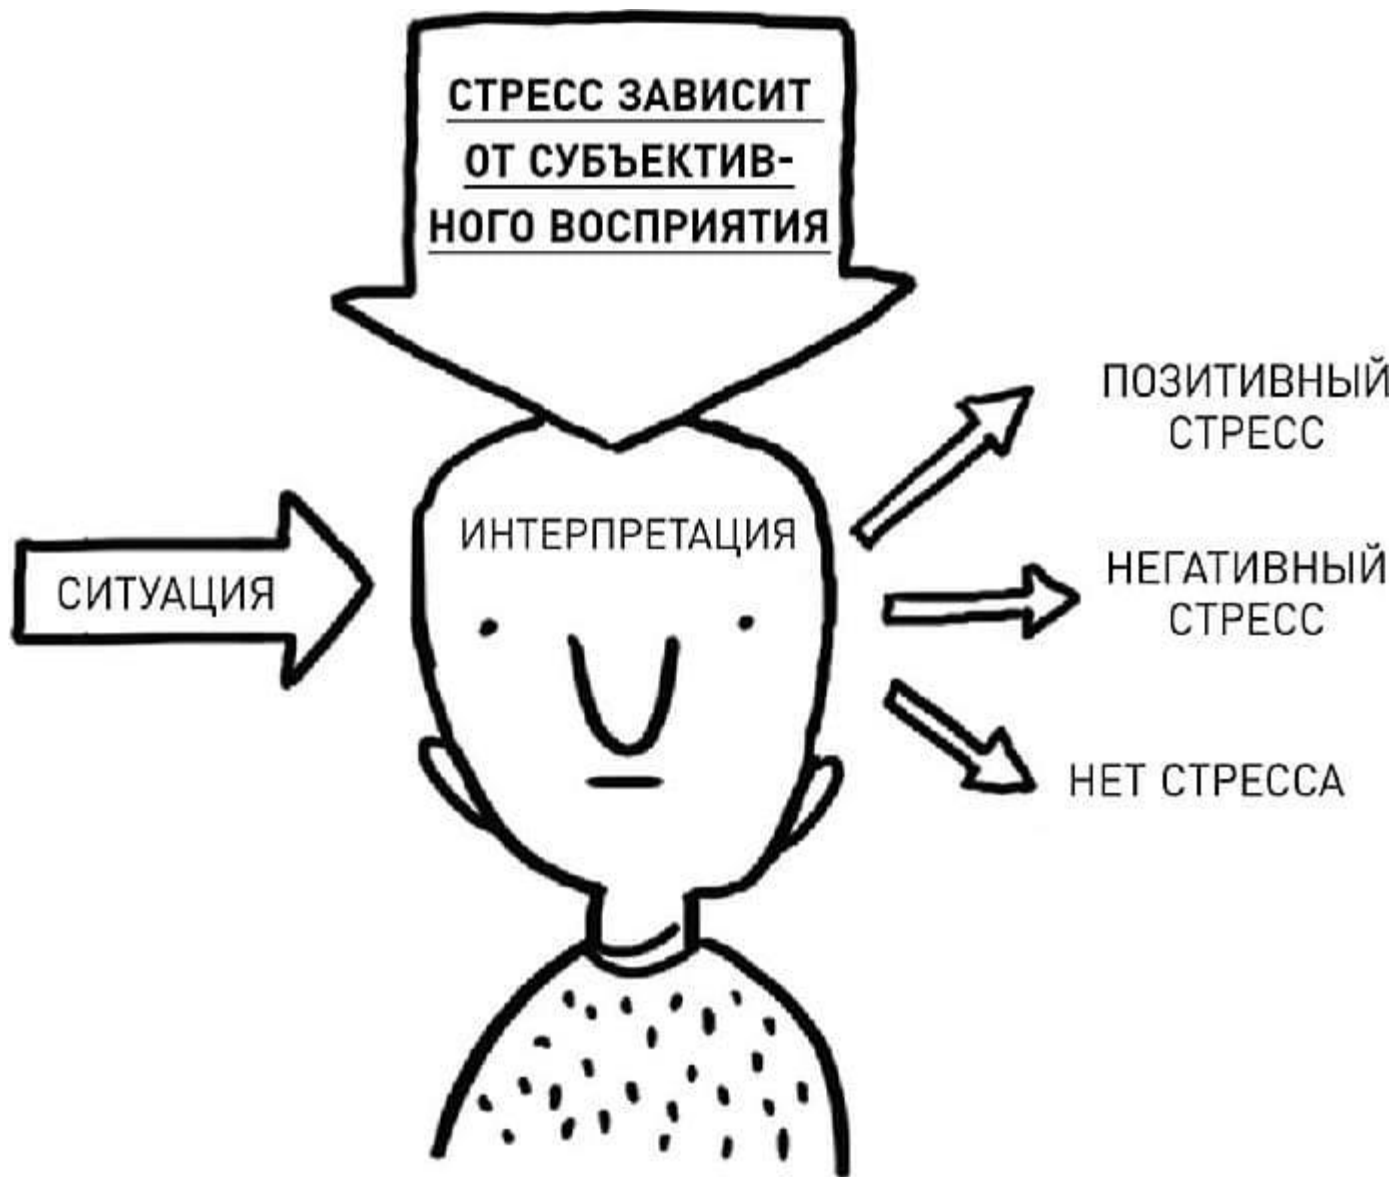 СТРЕСС ЗАВИСИТ
ОТ СУБЪЕКТИВ-
НОГО ВОСПРИЯТИЯ
СИТУАЦИЯ
ИНТЕРПРЕТАЦИЯ
ПОЗИТИВНЫЙ
СТРЕСС
НЕГАТИВНЫЙ
СТРЕСС
НЕТ СТРЕССА